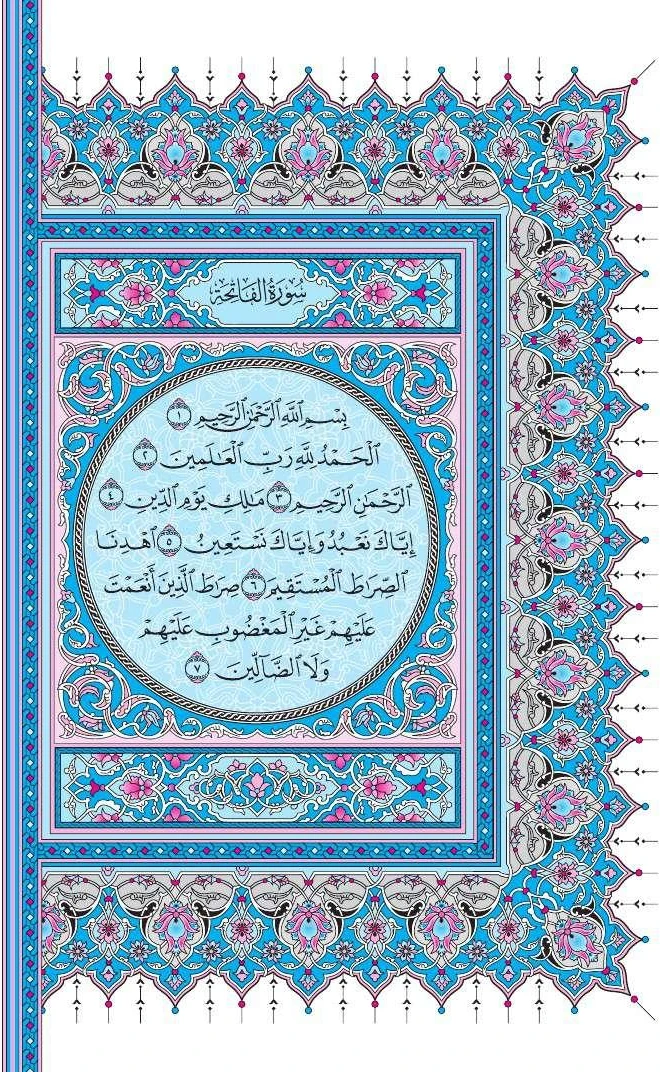 سُورَةُ الفَاتِحَةِ
بِسْمِ ٱللَّهِ ٱلرَّحْمَٰنِ ٱلرَّحِيمِ ١
ٱلْحَمْدُ لِلَّهِ رَبِّ ٱلْعَٰلَمِينَ ٢
ٱلرَّحْمَٰنِ ٱلرَّحِيمِ ٣ مَٰلِكِ يَوْمِ ٱلدِّينِ ٤
إِيَّاكَ نَعْبُدُ وَإِيَّاكَ نَسْتَعِينُ ٥ ٱهْدِنَا
ٱلصِّرَٰطَ ٱلْمُسْتَقِيمَ ٦ صِرَٰطَ ٱلَّذِينَ أَنْعَمْتَ
عَلَيْهِمْ غَيْرِ ٱلْمَغْضُوبِ عَلَيْهِمْ
وَلَا ٱلضَّآلِّينَ ٧